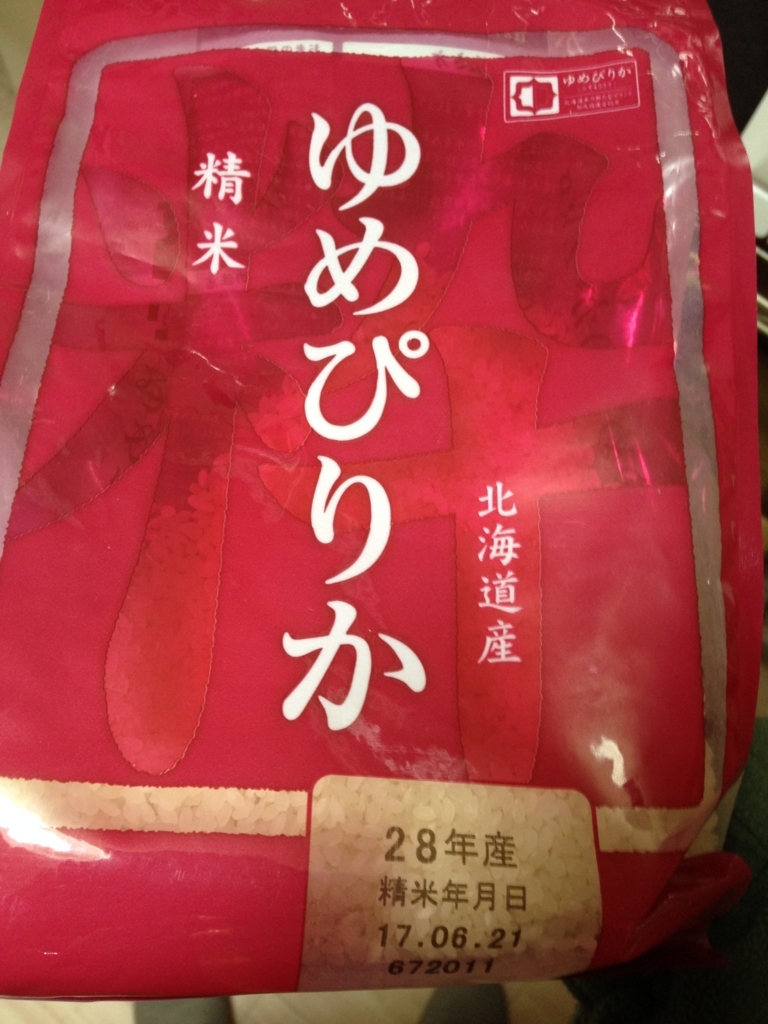 ゆめぴりか
ゆめぴりか
精米
北海道産
28年産
精米年月日
17.06.21
672011